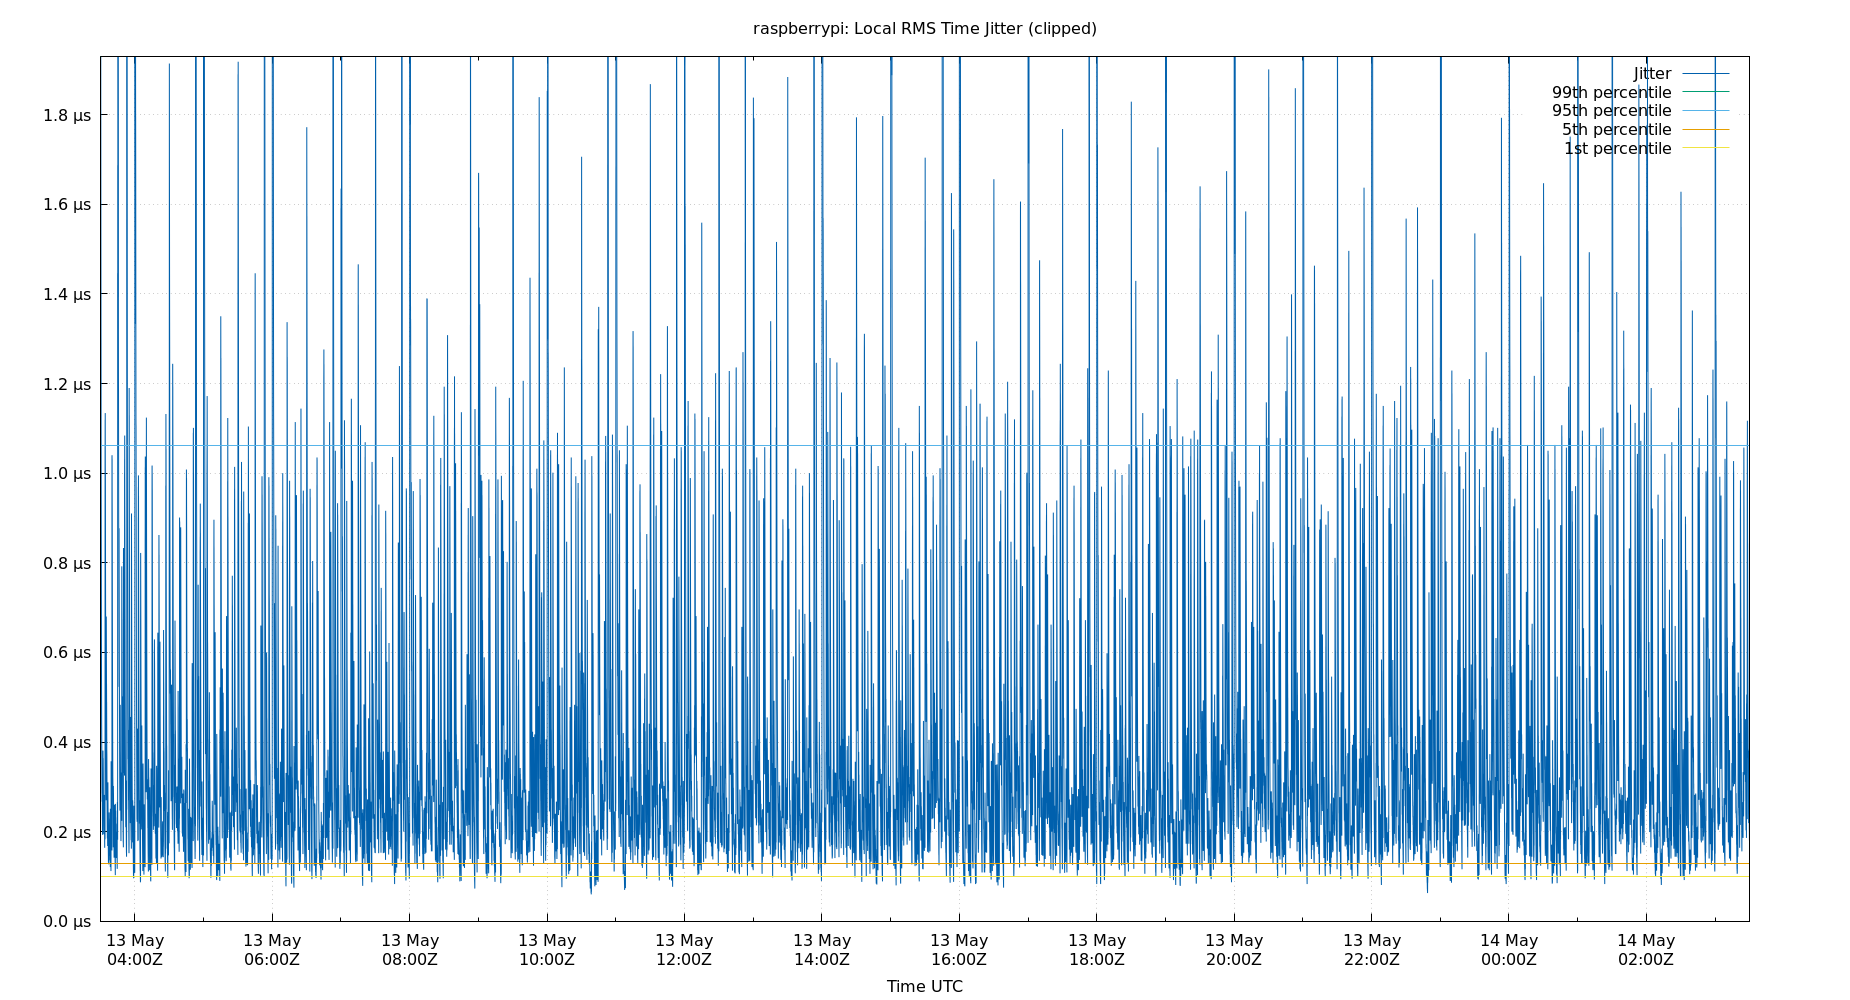 raspberrypi: Local RMS Time Jitter (clipped)
Jitter
99th percentile
95th percentile
5th percentile
1st percentile
1.8 µs
1.6 µs
1.4 µs
1.2 µs
1.0 µs
0.8 µs
0.6 µs
0.4 µs
0.2 µs
0.0 µs
13 May 13 May 13 May 13 May 13 May 13 May 13 May 13 May 13 May 13 May 14 May 14 May
04:00Z 06:00Z 08:00Z 10:00Z 12:00Z 14:00Z 16:00Z 18:00Z 20:00Z 22:00Z 00:00Z 02:00Z
Time UTC